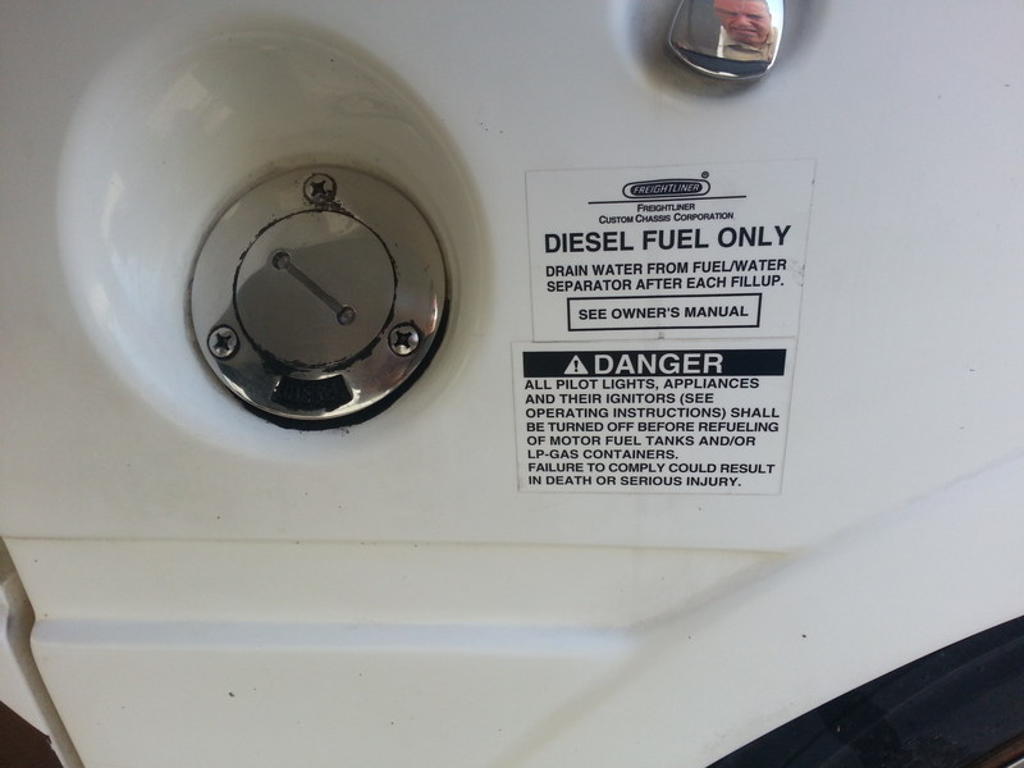 FREIGHTLINER ®
FREIGHTLINER
CUSTOM CHASSIS CORPORATION
DIESEL FUEL ONLY
DRAIN WATER FROM FUEL/WATER
SEPARATOR AFTER EACH FILLUP.
SEE OWNER'S MANUAL
DANGER
ALL PILOT LIGHTS, APPLIANCES
AND THEIR IGNITORS (SEE
OPERATING INSTRUCTIONS) SHALL
BE TURNED OFF BEFORE REFUELING
OF MOTOR FUEL TANKS AND/OR
LP-GAS CONTAINERS.
FAILURE TO COMPLY COULD RESULT
IN DEATH OR SERIOUS INJURY.